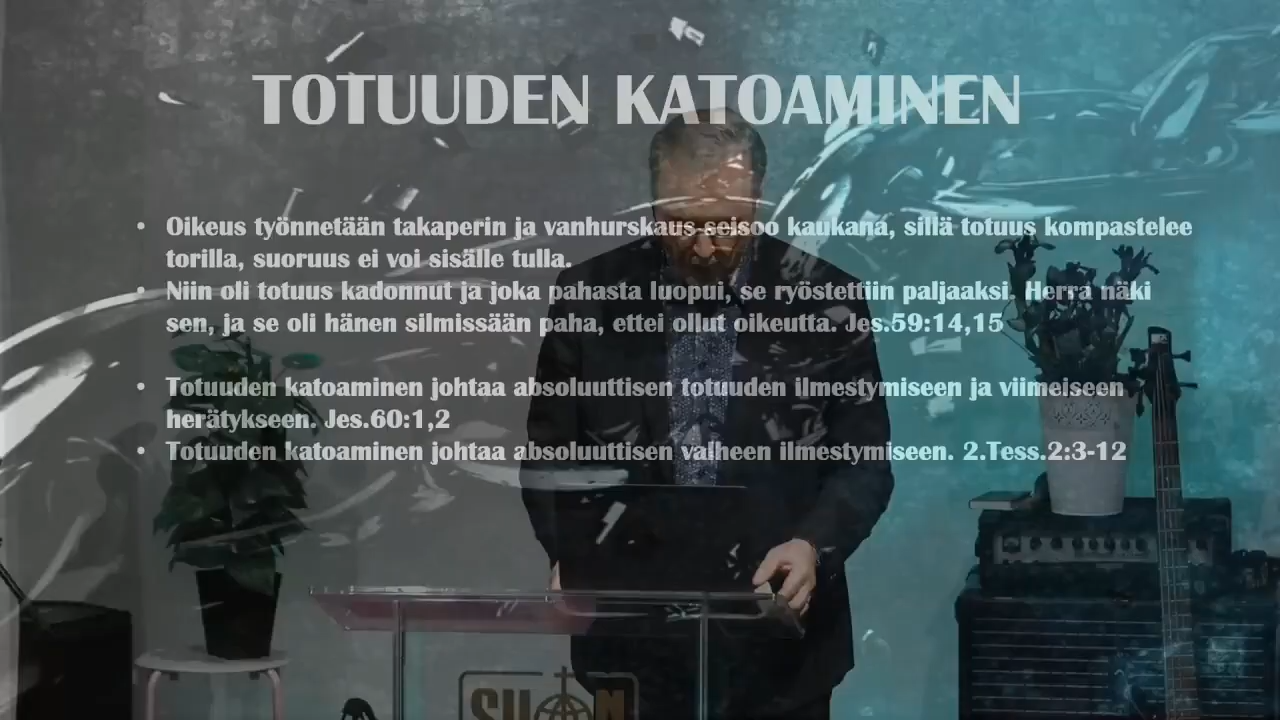 TOTUUDEN KATOAMINEN
• Oikeus työnnetään takaperin ja vanhurskaus seisoo kaukana, sillä totuus kompastelee
torilla, suoruus ei voi sisälle tulla.
• Niin oli totuus kadonnut ja joka pahasta luopui, se ryöstettiin paljaaksi. Herra näki
sen, ja se oli hänen silmissään paha, ettei ollut oikeutta. Jes.59:14,15
• Totuuden katoaminen johtaa absoluuttisen totuuden ilmestymiseen ja viimeiseen
herätykseen. Jes.60:1,2
• Totuuden katoaminen johtaa absoluuttisen valheen ilmestymiseen. 2.Tess.2:3-12